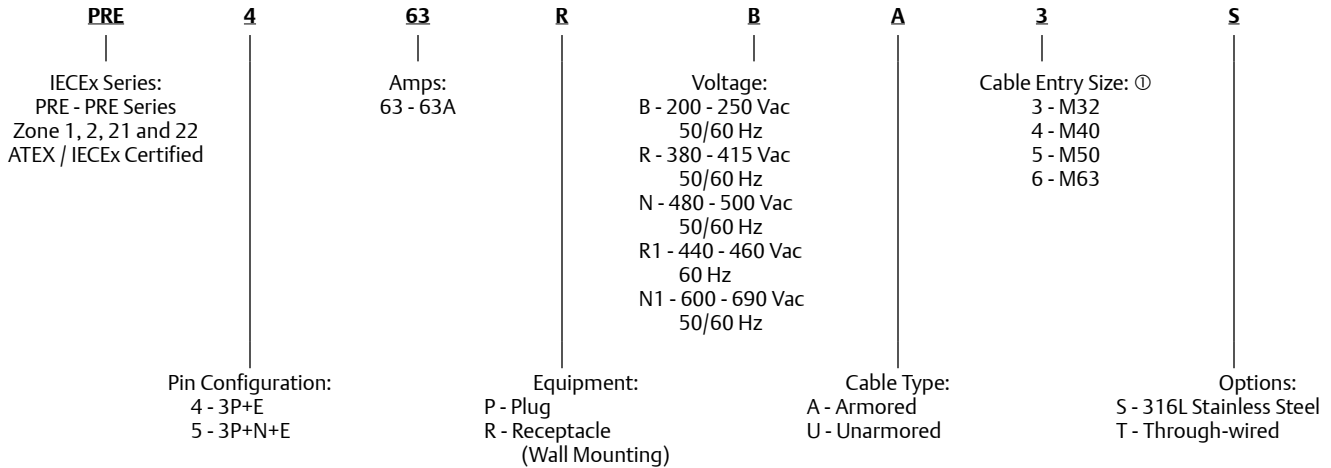 PRE 4 63 R B A 3 S
IECEx Series:
PRE - PRE Series
Zone 1, 2, 21 and 22
ATEX / IECEx Certified
Amps:
63 - 63A
Voltage:
B - 200 - 250 Vac
50/60 Hz
R - 380 - 415 Vac
50/60 Hz
N - 480 - 500 Vac
50/60 Hz
R1 - 440 - 460 Vac
60 Hz
N1 - 600 - 690 Vac
50/60 Hz
Cable Entry Size: ①
3 - M32
4 - M40
5 - M50
6 - M63
Pin Configuration:
4 - 3P+E
5 - 3P+N+E
Equipment:
P - Plug
R - Receptacle
(Wall Mounting)
Cable Type:
A - Armored
U - Unarmored
Options:
S - 316L Stainless Steel
T - Through-wired